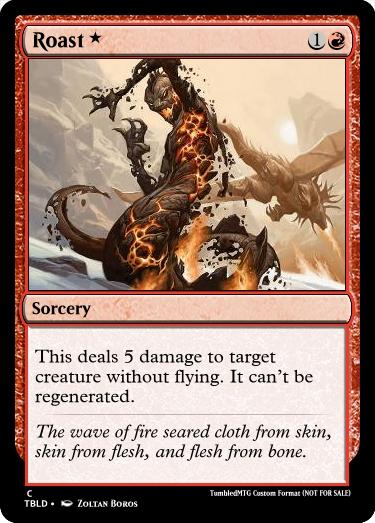 Roast ★
1
Sorcery
This deals 5 damage to target
creature without flying. It can't be
regenerated.
The wave of fire seared cloth from skin,
skin from flesh, and flesh from bone.
C
TumbledMTG Custom Format (NOT FOR SALE)
TBLD • Zoltan Boros